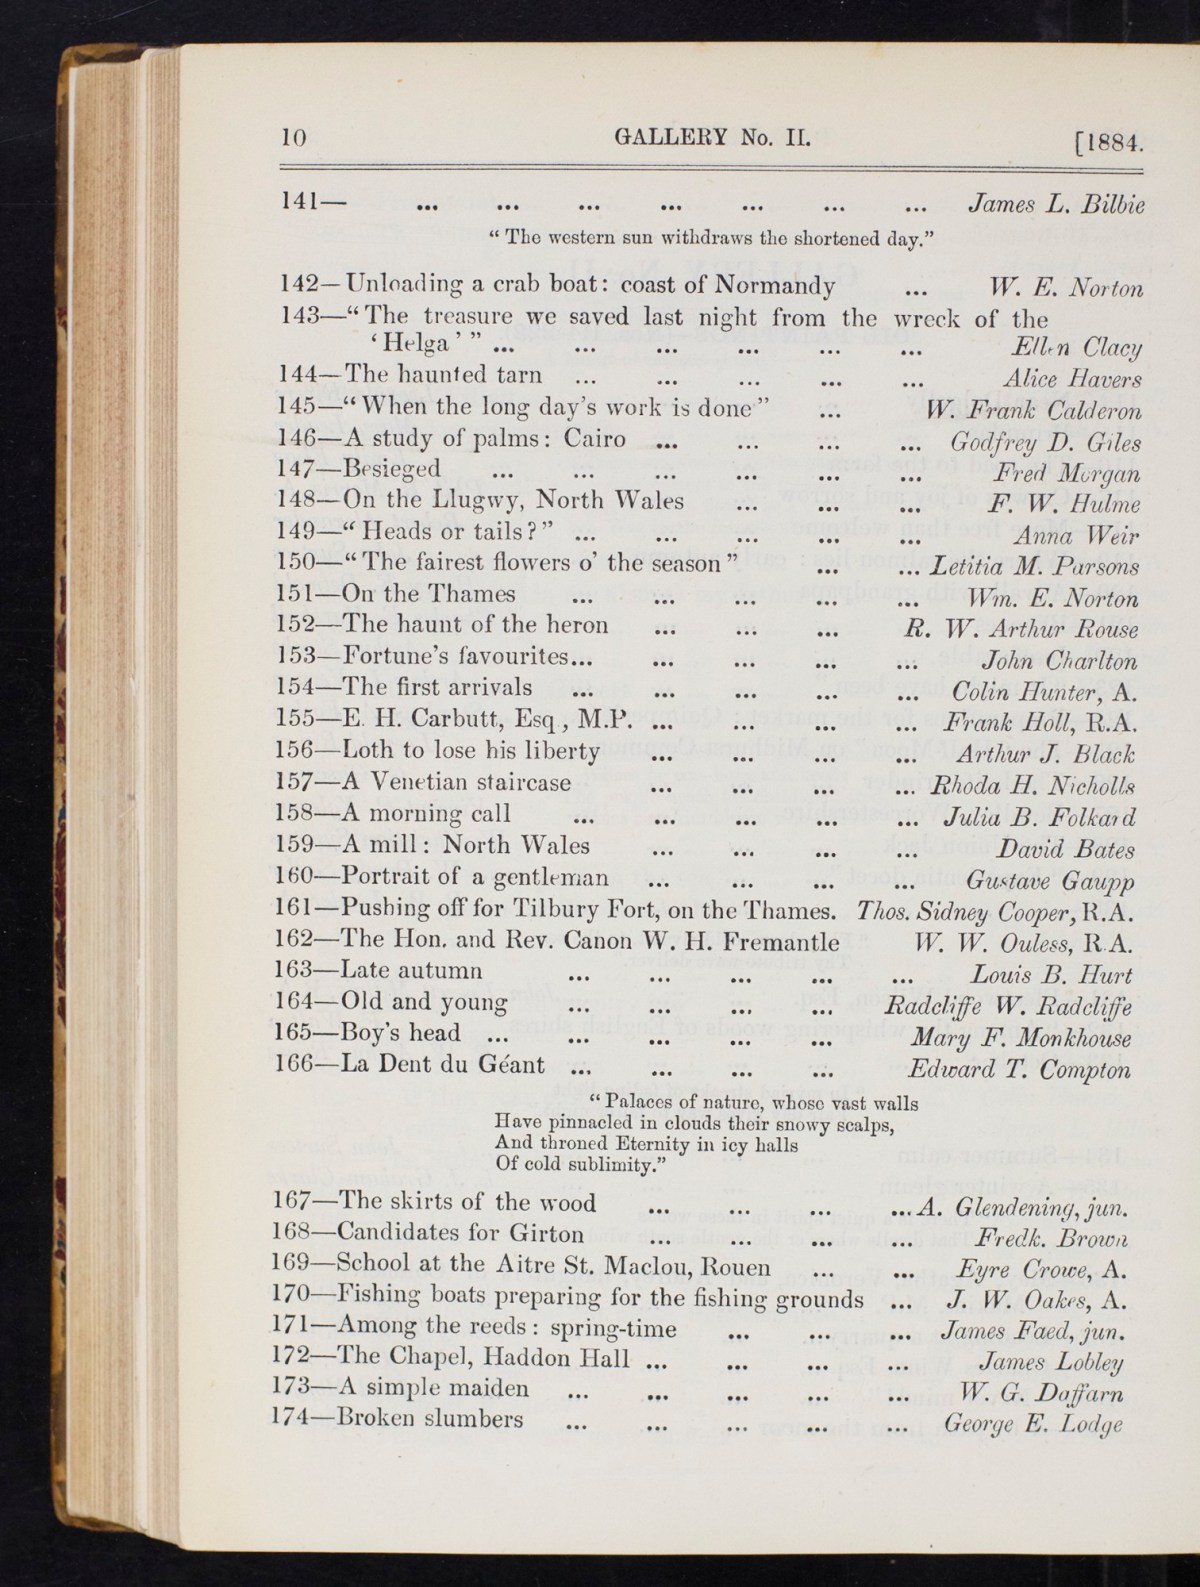 10 GALLERY No. II. [1884.
141— ... ... ... ... ... ... ... James L. Bilbie
“ The western sun withdraws the shortened day.”
142—Unloading a crab boat: coast of Normandy ... W. E. Norton
143—“ The treasure we saved last night from the wreck of the
‘ Helga ’ ” ... ... ... ... ... ... Ellen Clacy
144—The haunted tarn ... ... ... ... ... Alice Havers
145—“ When the long day’s work is done ” ... W. Frank Calderon
146—A study of palms: Cairo ... ... ... ... Godfrey D. Giles
147—Besieged ... ... ... ... ... ... Fred Morgan
148—On the Llugwy, North Wales ... ... ... F. W. Hulme
149—“ Heads or tails? ” ... ... ... ... ... Anna Weir
150—“ The fairest flowers o’ the season ” ... ... Letitia M. Parsons
151—On the Thames ... ... ... ... ... Wm. E. Norton
152—The haunt of the heron ... ... ... R. W. Arthur Rouse
153—Fortune’s favourites... ... ... ... ... John Charlton
154—The first arrivals ... ... ... ... ... Colin Hunter, A.
155—E. H. Carbutt, Esq., M.P. ... ... ... ... Frank Holl, R.A.
156—Loth to lose his liberty ... ... ... ... Arthur J. Black
157—A Venetian staircase ... ... ... ... Rhoda H. Nicholls
158—A morning call ... ... ... ... ... Julia B. Folkard
159—A mill: North Wales ... ... ... ... David Bates
160—Portrait of a gentleman ... ... ... ... Gustave Gaupp
161—Pushing off for Tilbury Fort, on the Thames. Thos. Sidney Cooper, R.A.
162—The Hon. and Rev. Canon W. H. Fremantle W. W. Ouless, R.A.
163—Late autumn ... ... ... ... ... Louis B. Hurt
164—Old and young ... ... ... ... Radcliffe W. Radcliffe
165—Boy’s head ... ... ... ... ... Mary F. Monkhouse
166—La Dent du Géant ... ... ... ... Edward T. Compton
“ Palaces of nature, whose vast walls
Have pinnacled in clouds their snowy scalps,
And throned Eternity in icy halls
Of cold sublimity.”
167—The skirts of the wood ... ... ... ... A. Glendening, jun.
168—Candidates for Girton ... ... ... ... Fredk. Brown
169—School at the Aitre St. Maclou, Rouen ... ... Eyre Crowe, A.
170—Fishing boats preparing for the fishing grounds ... J. W. Oakes, A.
171—Among the reeds: spring-time ... ... ... James Faed, jun.
172—The Chapel, Haddon Hall ... ... ... ... James Lobley
173—A simple maiden ... ... ... ... ... W. G. Daffarn
174—Broken slumbers ... ... ... ... ... George E. Lodge